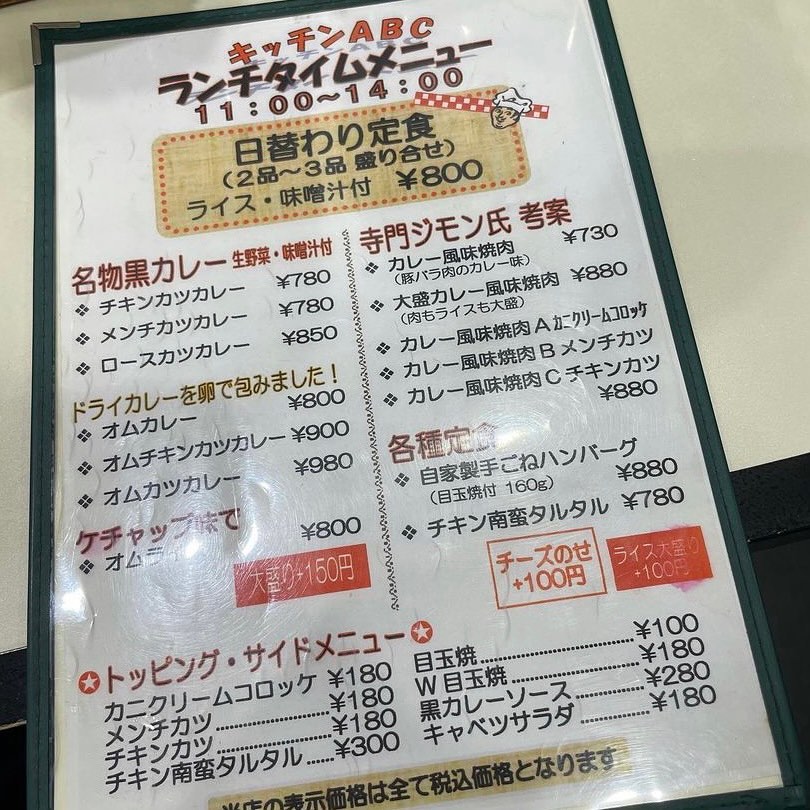 キッチンABC
ランチタイムメニュー
11：00～14：00
日替わり定食
(2品～3品 盛り合せ)
ライス・味噌汁付 ¥800
名物黒カレー 生野菜・味噌汁付
❖ チキンカツカレー ¥780
❖ メンチカツカレー ¥780
❖ ロースカツカレー ¥850
ドライカレーを卵で包みました！
❖ オムカレー ¥800
❖ オムチキンカツカレー ¥900
❖ オムカツカレー ¥980
ケチャップ味で
❖ オムライ ¥800
大盛り+150円
寺門ジモン氏 考案
❖ カレー風味焼肉 ¥730
(豚バラ肉のカレー味)
❖ 大盛カレー風味焼肉 ¥880
(肉もライスも大盛)
❖ カレー風味焼肉A カニクリームコロッケ
❖ カレー風味焼肉B メンチカツ
❖ カレー風味焼肉C チキンカツ
¥880
各種定食
❖ 自家製手ごねハンバーグ
(目玉焼付 160g) ¥880
❖ チキン南蛮タルタル ¥780
チーズのせ
+100円
ライス大盛り
+100円
トッピング・サイドメニュー
カニクリームコロッケ ¥180
メンチカツ ¥180
チキンカツ ¥180
チキン南蛮タルタル ¥300
目玉焼 ¥100
W目玉焼 ¥180
黒カレーソース ¥280
キャベツサラダ ¥180
当店の表示価格は全て税込価格となります